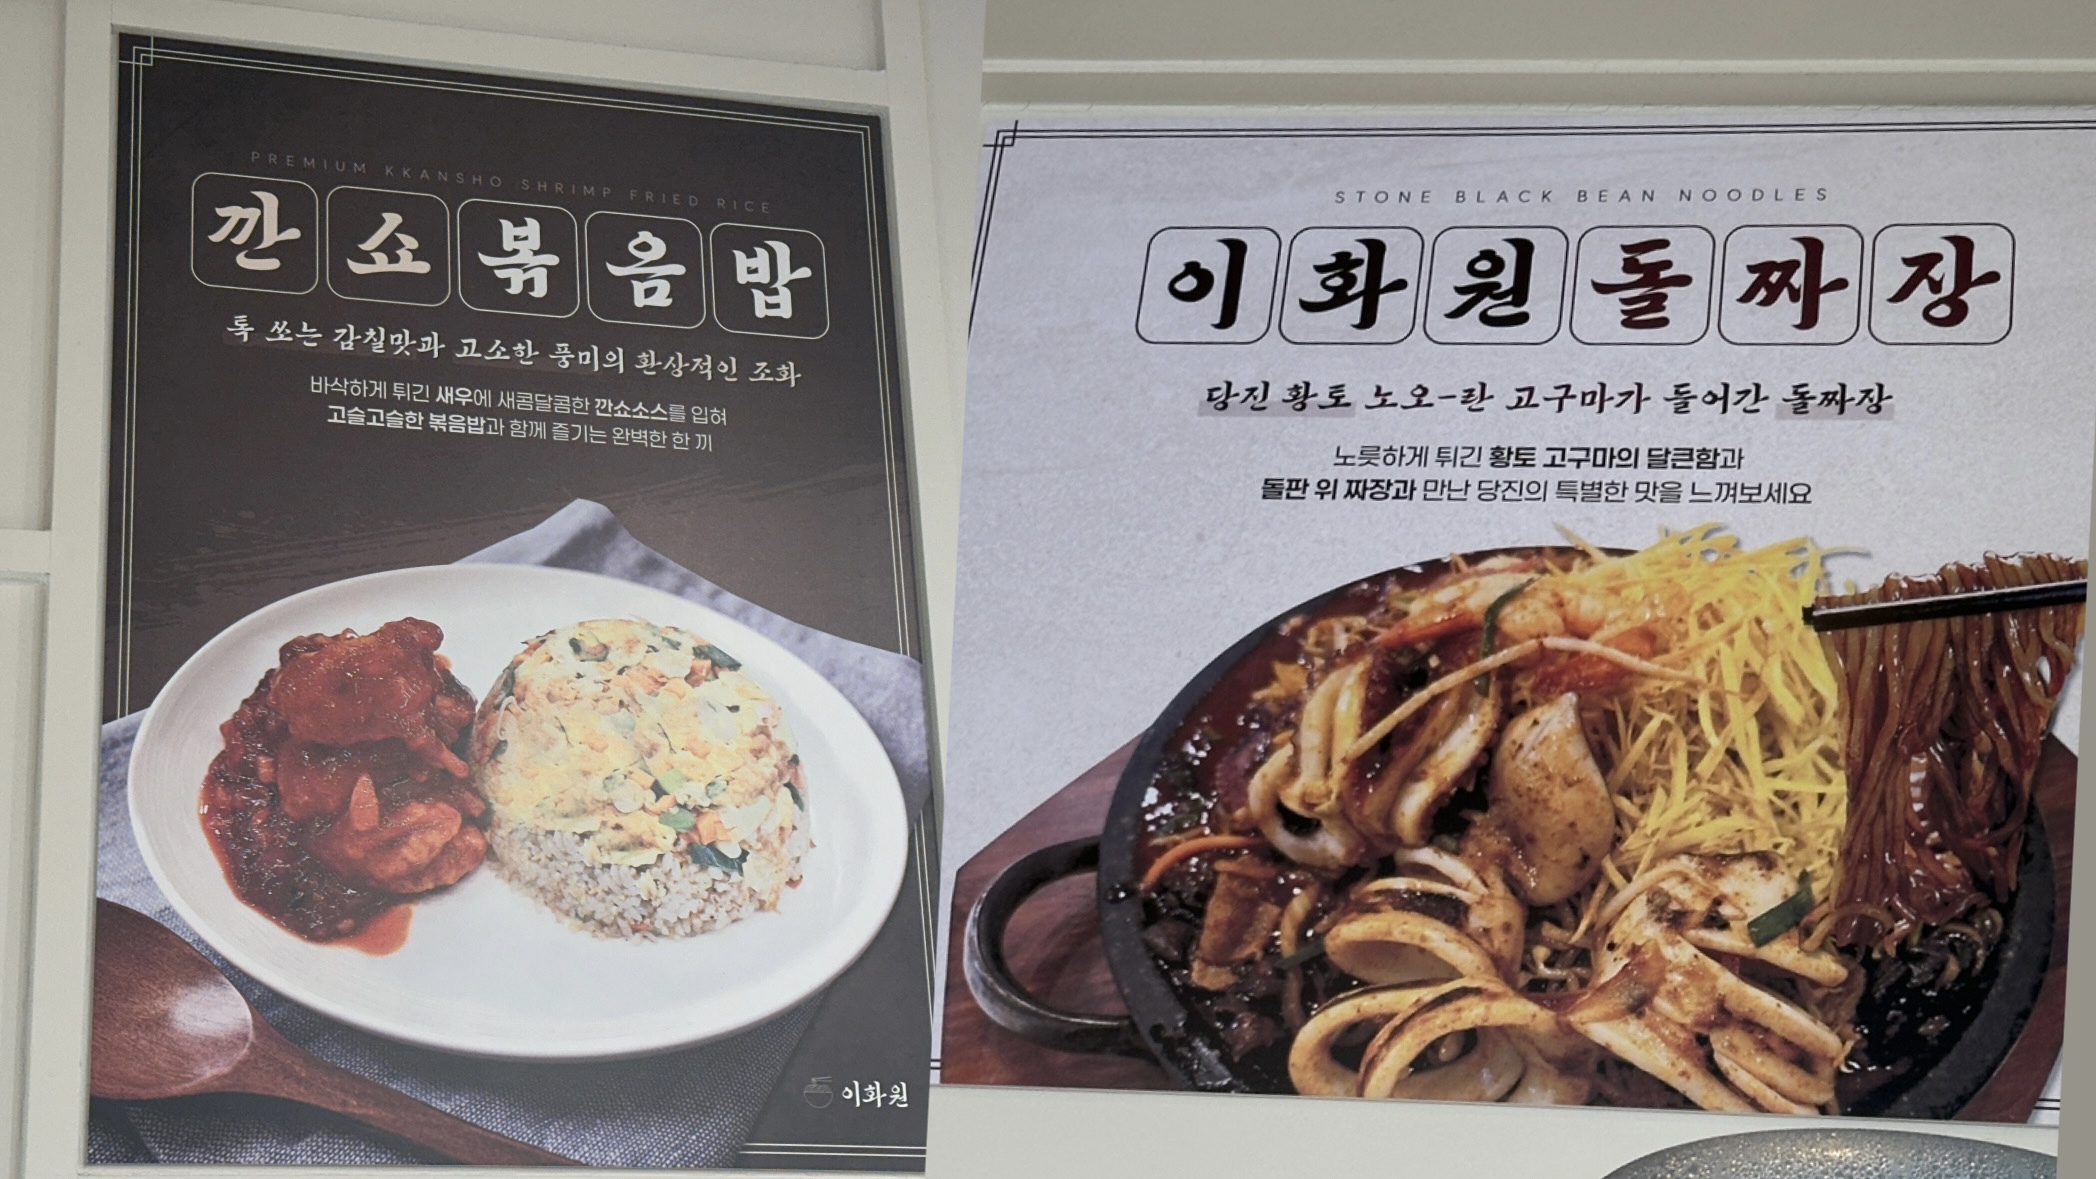 PREMIUM KKANSHO SHRIMP FRIED RICE
깐쇼볶음밥
톡 쏘는 감칠맛과 고소한 풍미의 환상적인 조화
바삭하게 튀긴 새우에 새콤달콤한 깐쇼소스를 입혀
고슬고슬한 볶음밥과 함께 즐기는 완벽한 한 끼
이화원
STONE BLACK BEAN NOODLES
이화원돌짜장
당진 황토 노오-란 고구마가 들어간 돌짜장
노릇하게 튀긴 황토 고구마의 달큰함과
돌판 위 짜장과 만난 당진의 특별한 맛을 느껴보세요